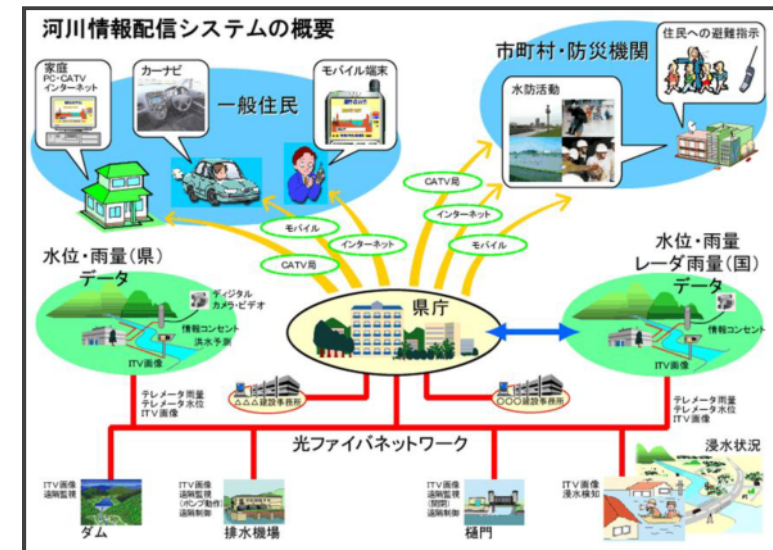 河川情報配信システムの概要
市町村・防災機関
住民への避難指示
家庭
PC・CATV
インターネット
カーナビ
モバイル端末
一般住民
水防活動
CATV局
インターネット
モバイル
モバイル
インターネット
CATV局
水位・雨量(県)
データ
ディジタル
カメラ・ビデオ
情報コンセント
洪水予測
ITV画像
県庁
水位・雨量
レーダ雨量(国)
データ
情報コンセント
ITV画像
テレメータ雨量
テレメータ水位
ITV画像
△△△建設事務所
〇〇〇建設事務所
テレメータ雨量
テレメータ水位
ITV画像
光ファイバネットワーク
浸水状況
ITV画像
遠隔監視
ダム
ITV画像
遠隔監視
(ポンプ動作)
遠隔制御
排水機場
ITV画像
遠隔監視
(開閉)
遠隔制御
樋門
ITV画像
浸水検知